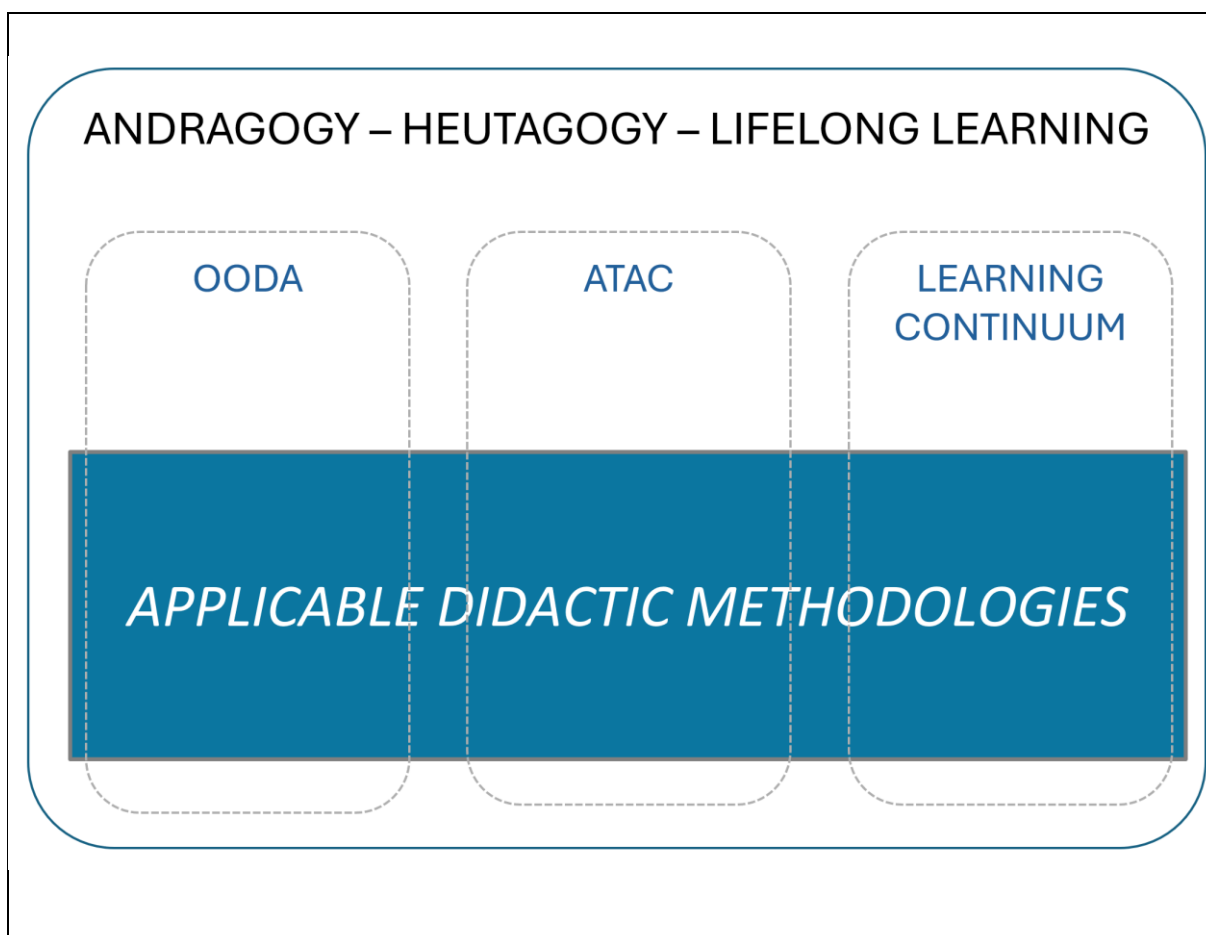 ANDRAGOGY – HEUTAGOGY – LIFELONG LEARNING
OODA
ATAC
LEARNING
CONTINUUM
APPLICABLE DIDACTIC METHODOLOGIES